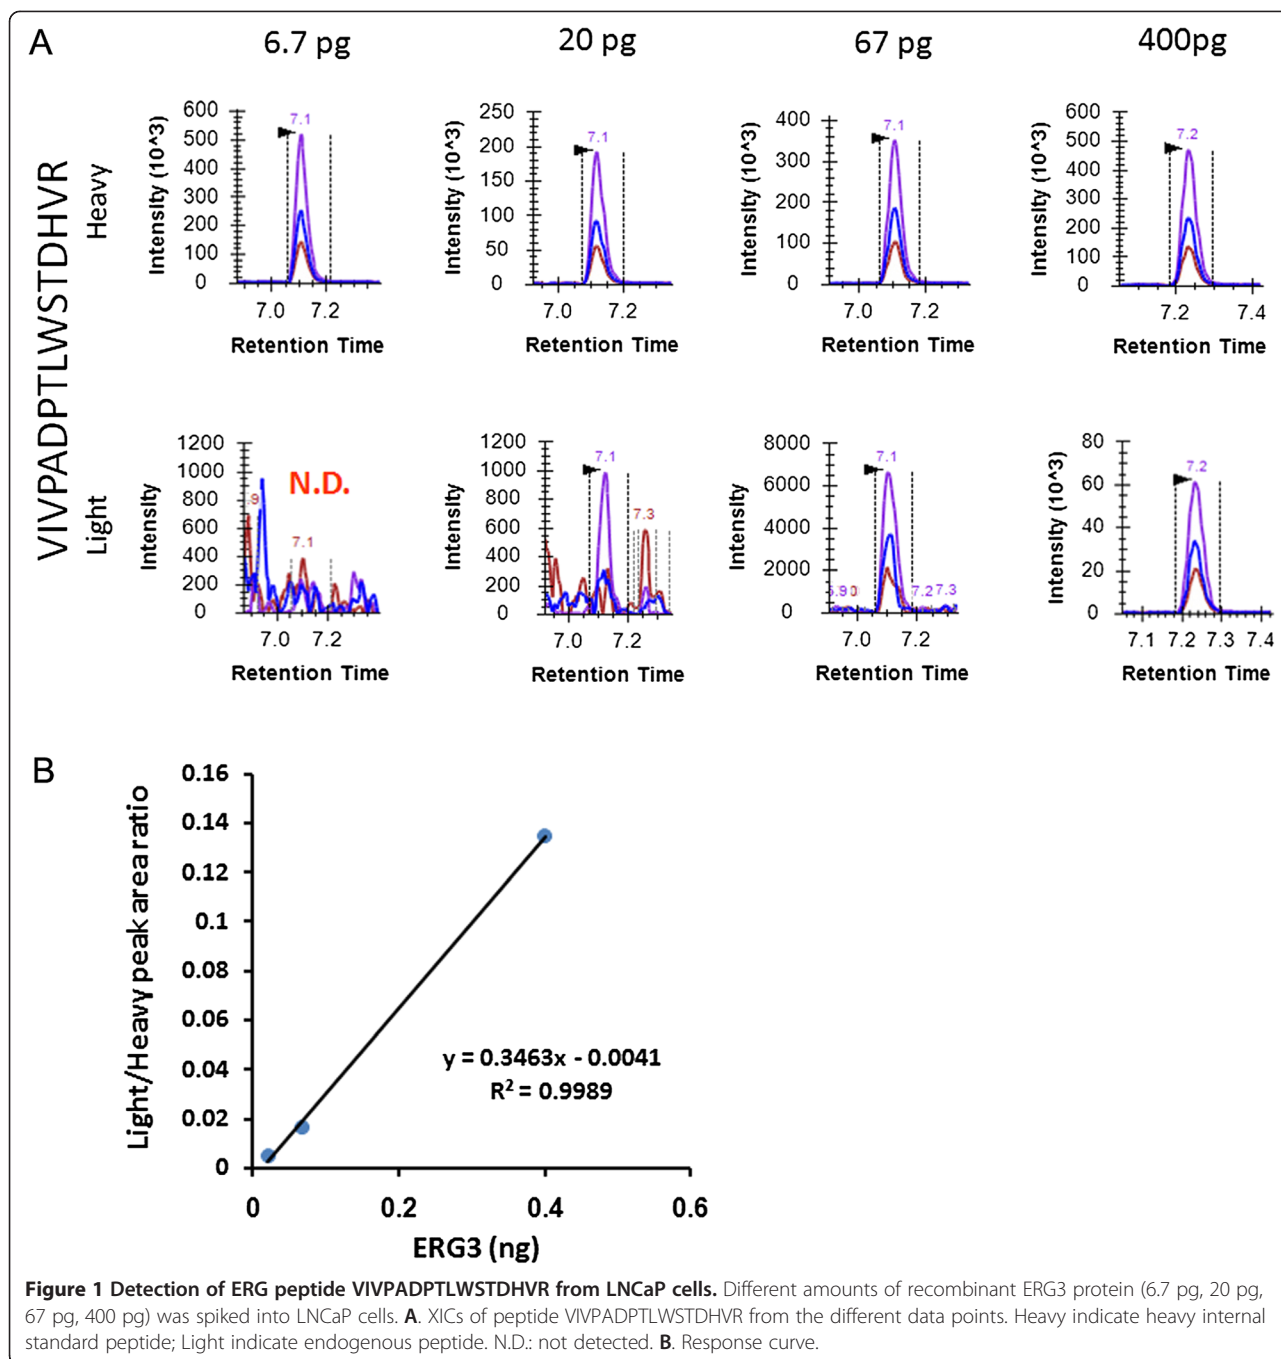 A
6.7 pg
20 pg
67 pg
400pg
VIVPADPTLWSTDHVR
Heavy
Intensity (10^3)
600
500
400
300
200
100
0
7.1
7.0
7.2
Retention Time
Intensity (10^3)
250
200
150
100
50
0
7.1
7.0
7.2
Retention Time
Intensity (10^3)
400
300
200
100
0
7.1
7.0
7.2
Retention Time
Intensity (10^3)
600
500
400
300
200
100
0
7.2
7.2
7.4
Retention Time
Light
Intensity
1200
1000
800
600
400
200
0
.9
N.D.
7.1
7.0
7.2
Retention Time
Intensity
1200
1000
800
600
400
200
0
7.1
7.3
7.0
7.2
Retention Time
Intensity
8000
6000
4000
2000
0
7.1
7.2
7.3
7.0
7.2
Retention Time
Intensity (10^3)
80
60
40
20
0
7.2
7.1
7.2
7.3
7.4
Retention Time
B
Light/Heavy peak area ratio
0.16
0.14
0.12
0.1
0.08
0.06
0.04
0.02
0
y = 0.3463x - 0.0041
R² = 0.9989
0
0.2
0.4
0.6
ERG3 (ng)
Figure 1 Detection of ERG peptide VIVPADPTLWSTDHVR from LNCaP cells. Different amounts of recombinant ERG3 protein (6.7 pg, 20 pg,
67 pg, 400 pg) was spiked into LNCaP cells. A. XICs of peptide VIVPADPTLWSTDHVR from the different data points. Heavy indicate heavy internal
standard peptide; Light indicate endogenous peptide. N.D.: not detected. B. Response curve.